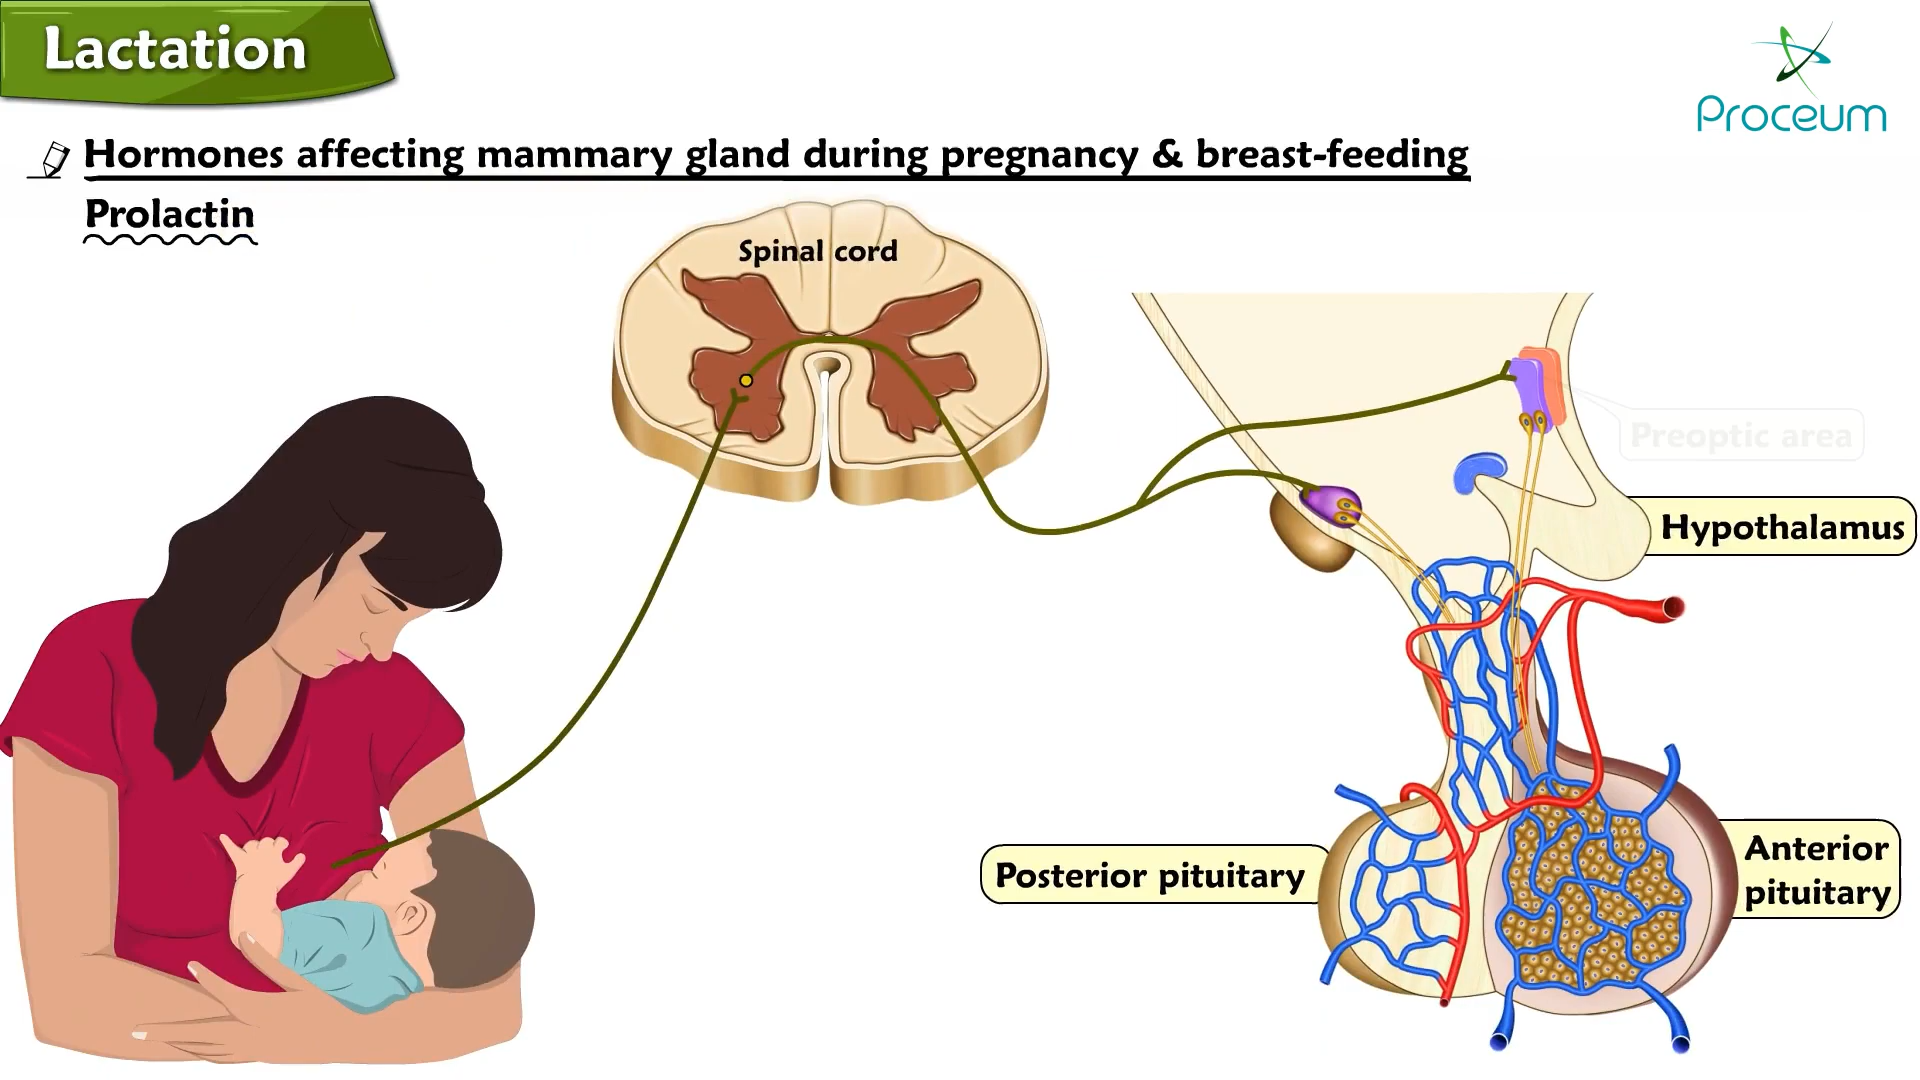 Lactation
Proceum
Hormones affecting mammary gland during pregnancy & breast-feeding
Prolactin
Spinal cord
Preoptic area
Hypothalamus
Posterior pituitary
Anterior
pituitary